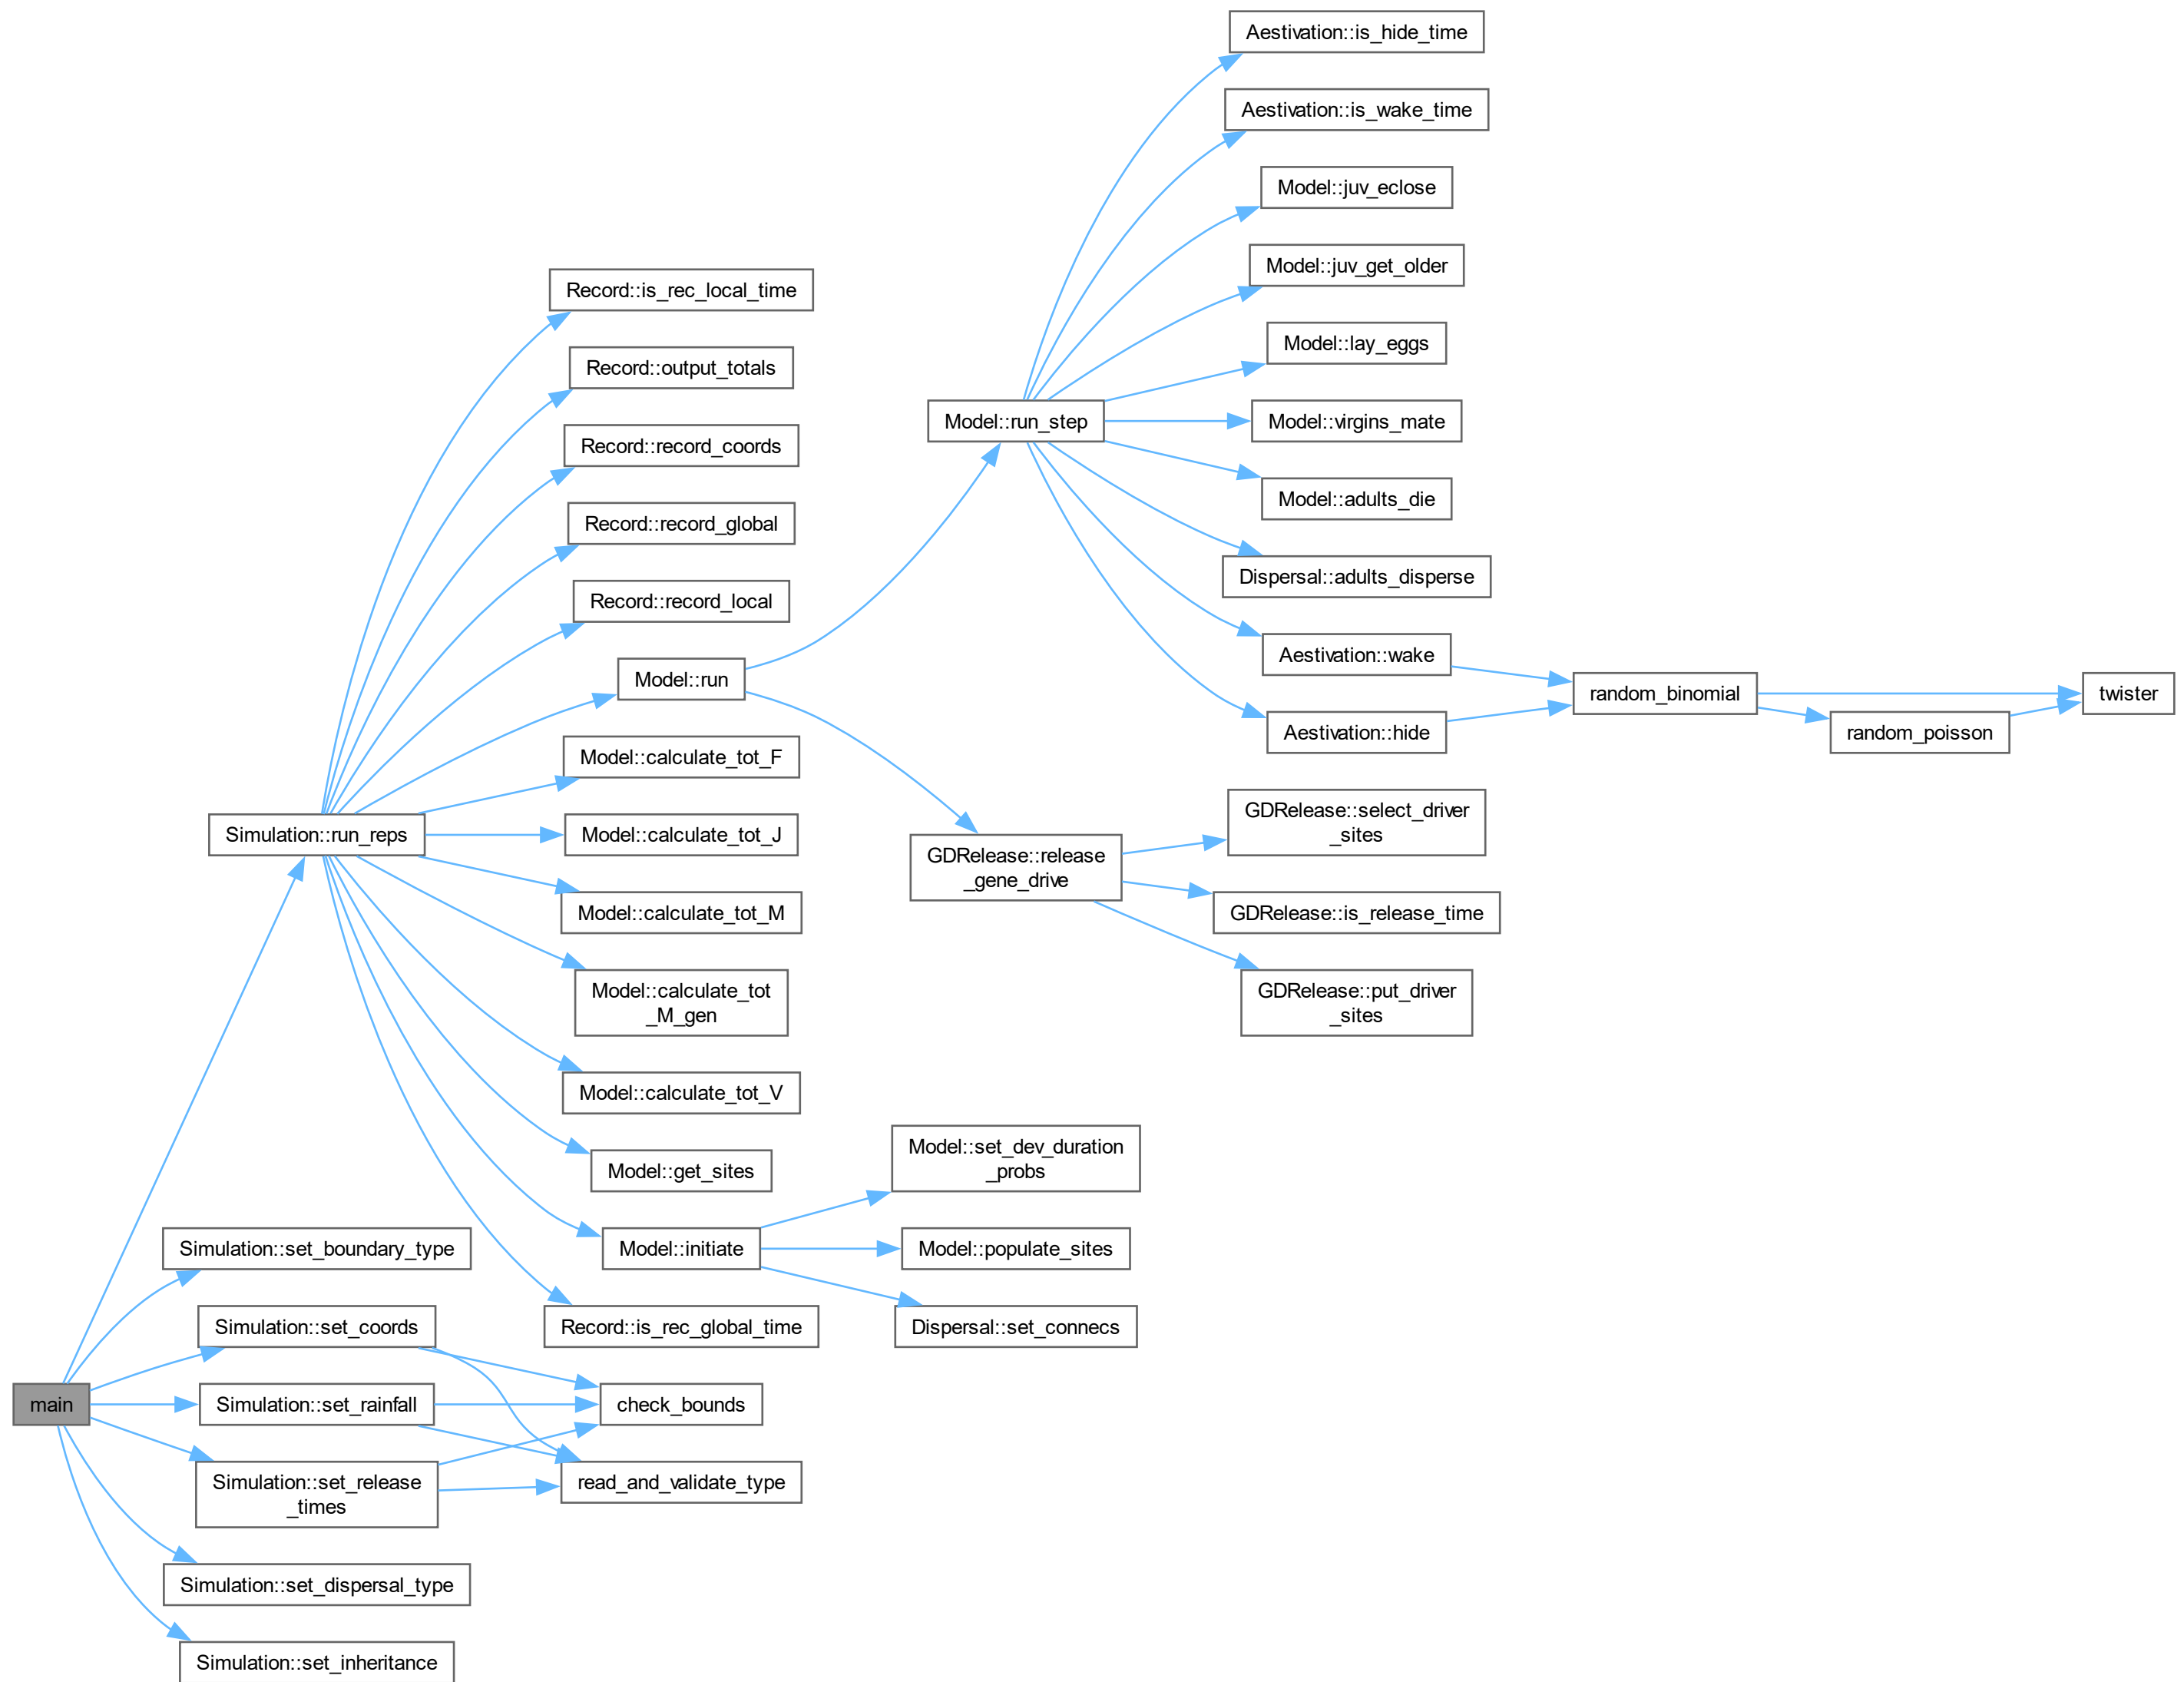 Aestivation::is_hide_time
Aestivation::is_wake_time
Model::juv_eclose
Model::juv_get_older
Record::is_rec_local_time
Model::lay_eggs
Record::output_totals
Model::run_step
Model::virgins_mate
Record::record_coords
Model::adults_die
Record::record_global
Dispersal::adults_disperse
Record::record_local
Aestivation::wake
Model::run
random_binomial
twister
Aestivation::hide
random_poisson
Model::calculate_tot_F
Simulation::run_reps
Model::calculate_tot_J
GDRelease::select_driver
_sites
GDRelease::release
_gene_drive
Model::calculate_tot_M
GDRelease::is_release_time
Model::calculate_tot
_M_gen
GDRelease::put_driver
_sites
Model::calculate_tot_V
Model::get_sites
Model::set_dev_duration
_probs
Simulation::set_boundary_type
Model::initiate
Model::populate_sites
Simulation::set_coords
Record::is_rec_global_time
Dispersal::set_connecs
main
Simulation::set_rainfall
check_bounds
Simulation::set_release
_times
read_and_validate_type
Simulation::set_dispersal_type
Simulation::set_inheritance